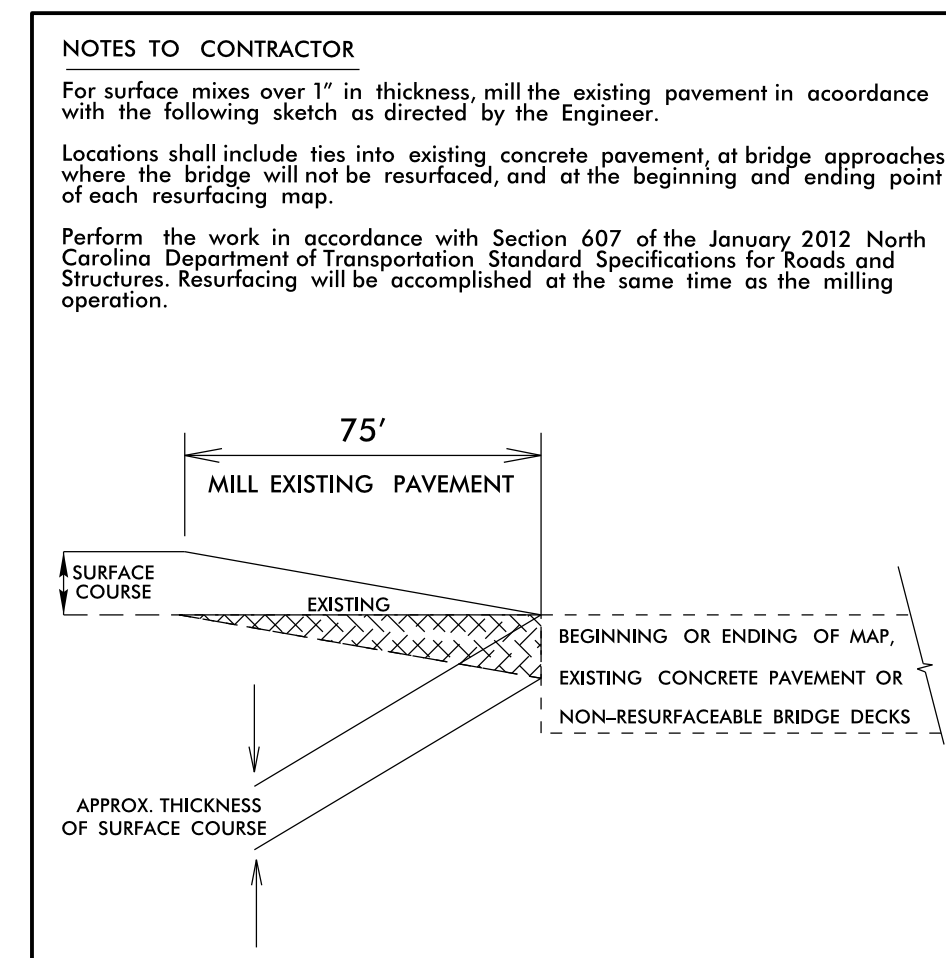 NOTES TO CONTRACTOR
For surface mixes over 1" in thickness, mill the existing pavement in acoordance
with the following sketch as directed by the Engineer.
Locations shall include ties into existing concrete pavement, at bridge approaches
where the bridge will not be resurfaced, and at the beginning and ending point
of each resurfacing map.
Perform the work in accordance with Section 607 of the January 2012 North
Carolina Department of Transportation Standard Specifications for Roads and
Structures. Resurfacing will be accomplished at the same time as the milling
operation.
75'
MILL EXISTING PAVEMENT
SURFACE
COURSE
EXISTING
BEGINNING OR ENDING OF MAP,
EXISTING CONCRETE PAVEMENT OR
NON-RESURFACEABLE BRIDGE DECKS
APPROX. THICKNESS
OF SURFACE COURSE